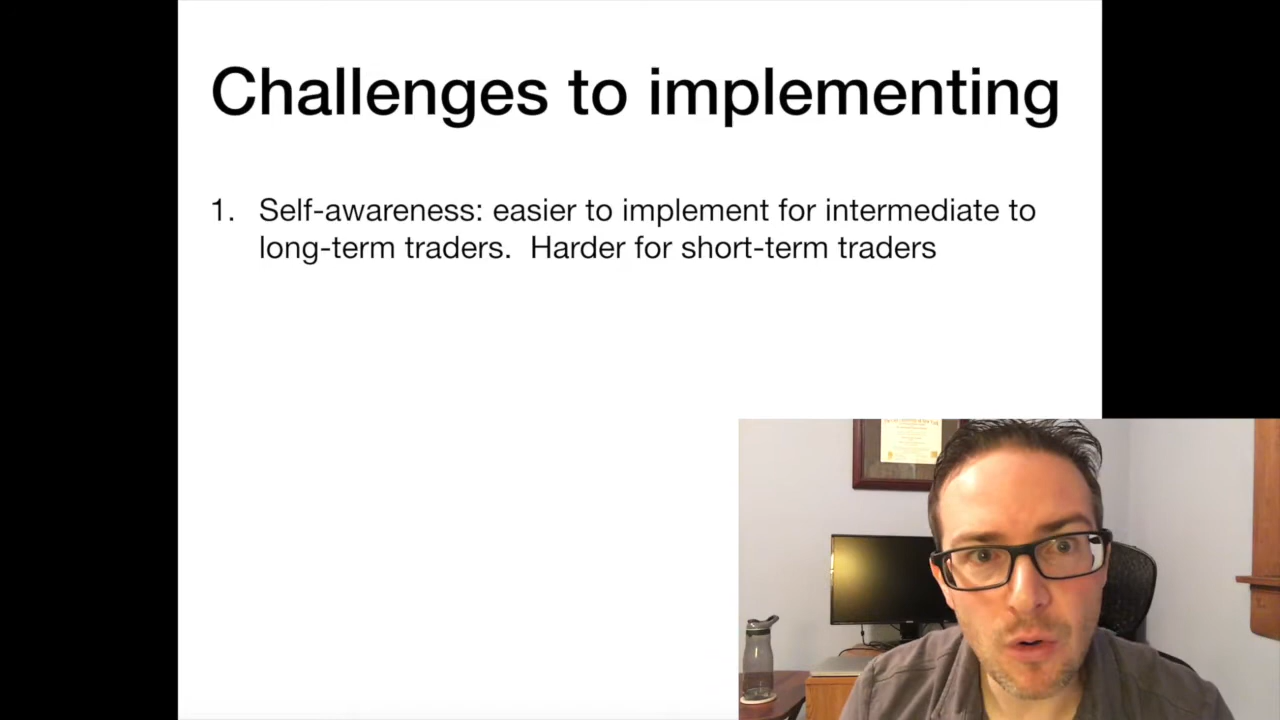 Challenges to implementing
1. Self-awareness: easier to implement for intermediate to
long-term traders.  Harder for short-term traders